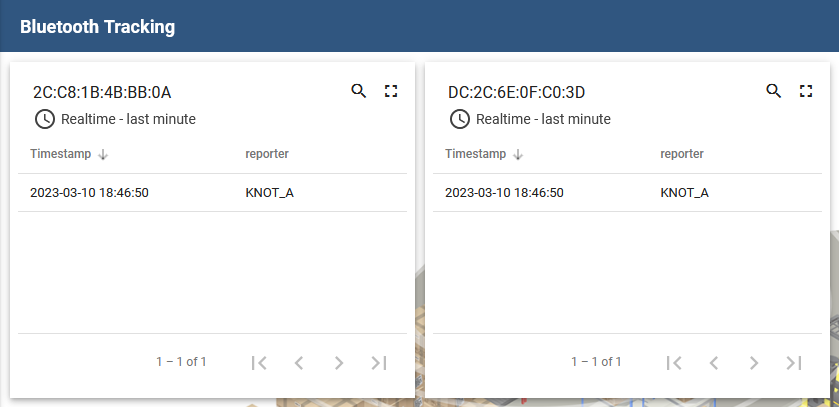 Bluetooth Tracking
2C:C8:1B:4B:BB:0A
Realtime - last minute
Timestamp reporter
2023-03-10 18:46:50 KNOT_A
1 – 1 of 1
DC:2C:6E:0F:C0:3D
Realtime - last minute
Timestamp reporter
2023-03-10 18:46:50 KNOT_A
1 – 1 of 1